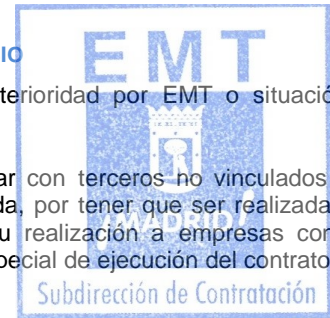 IO
EMT
terioridad por EMT o situació
ar con terceros no vinculados
da, por tener que ser realizada
¡MADRID!
u realización a empresas con
pecial de ejecución del contrato
Subdirección de Contratación